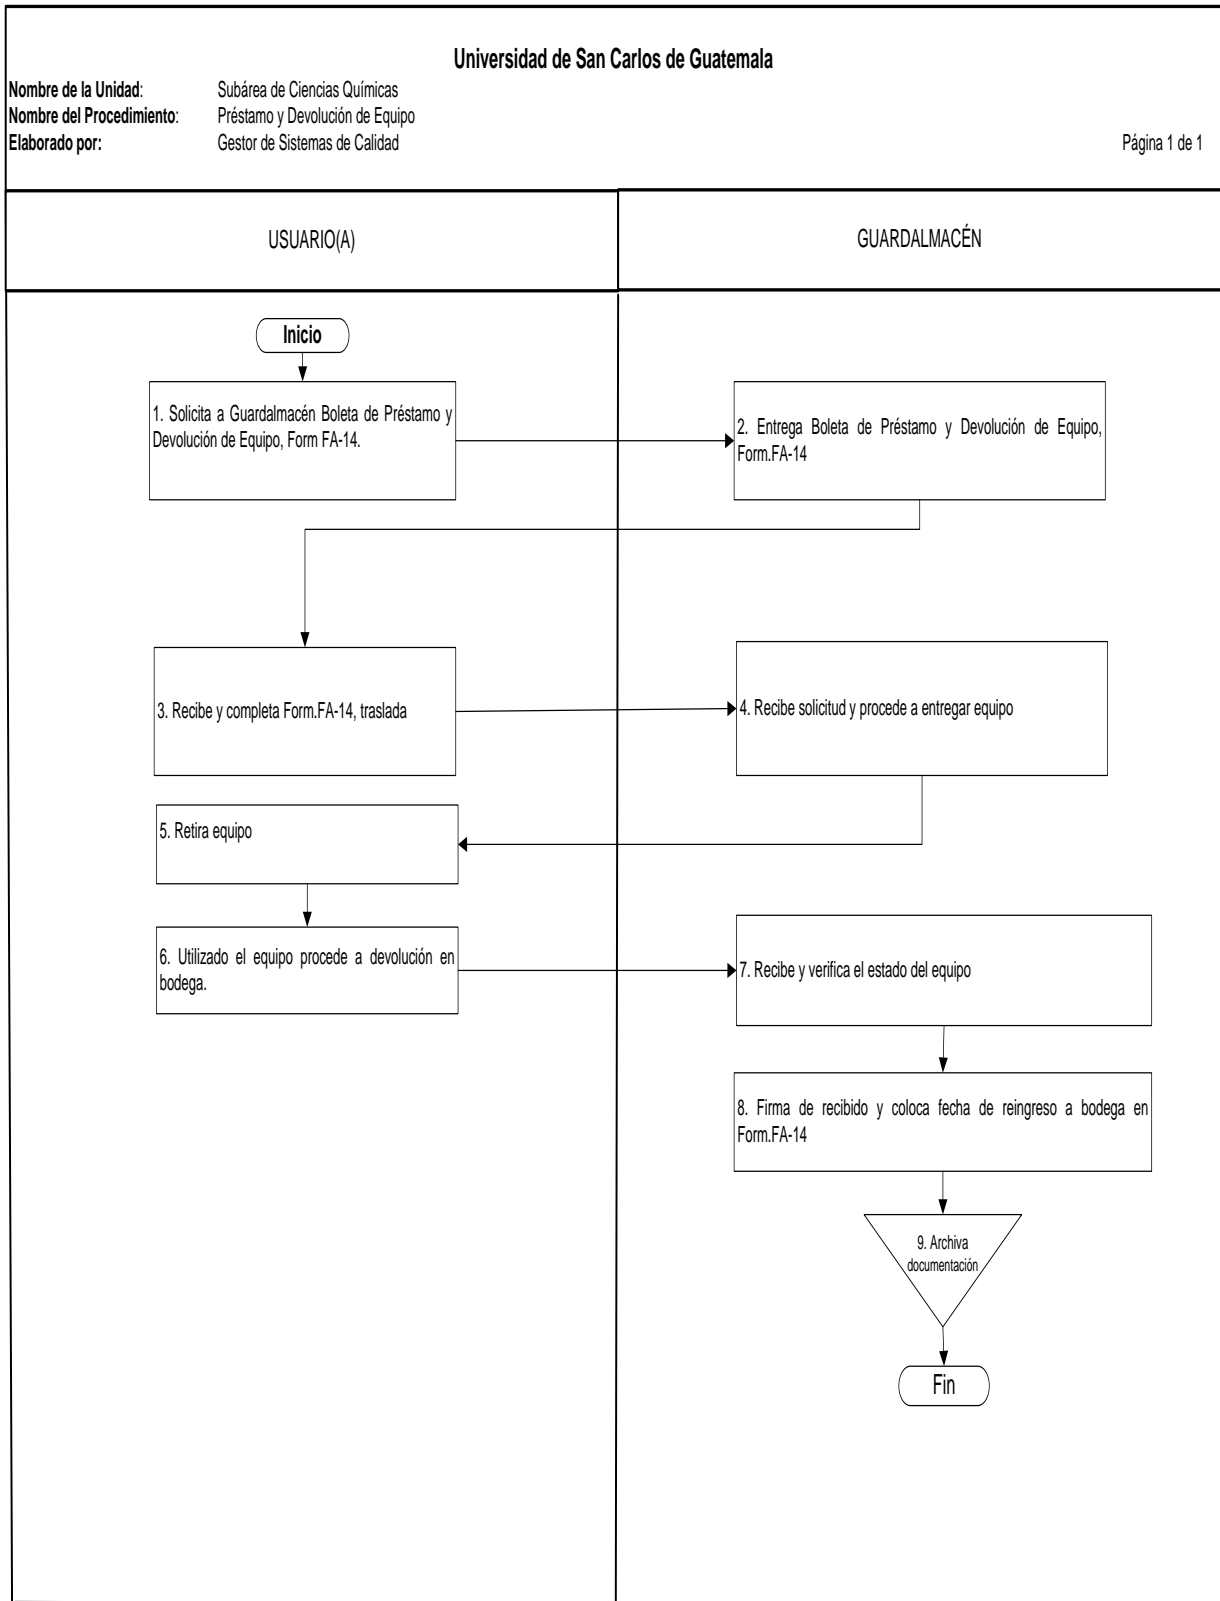 Universidad de San Carlos de Guatemala
Nombre de la Unidad: Subárea de Ciencias Químicas
Nombre del Procedimiento: Préstamo y Devolución de Equipo
Elaborado por: Gestor de Sistemas de Calidad
Página 1 de 1
USUARIO(A)
GUARDALMACÉN
Inicio
1. Solicita a Guardalmacén Boleta de Préstamo y
Devolución de Equipo, Form FA-14.
2. Entrega Boleta de Préstamo y Devolución de Equipo,
Form.FA-14
3. Recibe y completa Form.FA-14, traslada
4. Recibe solicitud y procede a entregar equipo
5. Retira equipo
6. Utilizado el equipo procede a devolución en
bodega.
7. Recibe y verifica el estado del equipo
8. Firma de recibido y coloca fecha de reingreso a bodega en
Form.FA-14
9. Archiva
documentación
Fin